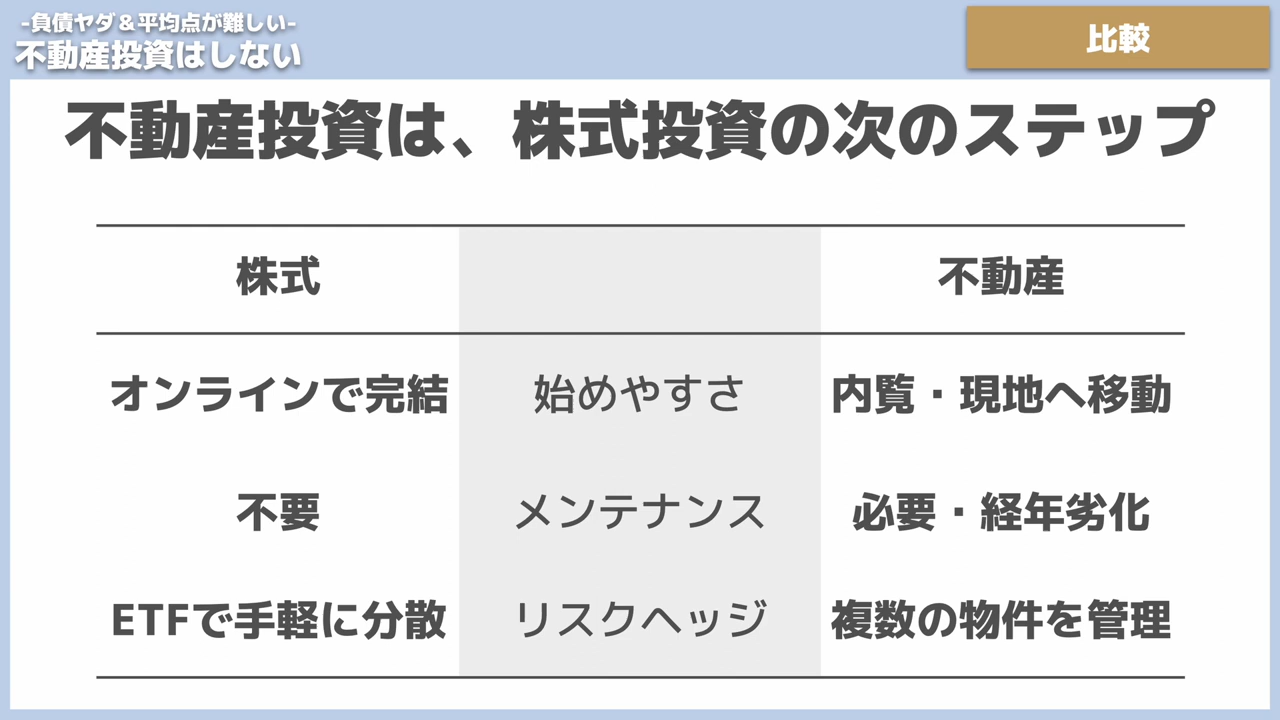 -負債ヤダ＆平均点が難しい-
不動産投資はしない
比較
不動産投資は、株式投資の次のステップ
株式 不動産
オンラインで完結 始めやすさ 内覧・現地へ移動
不要 メンテナンス 必要・経年劣化
ETFで手軽に分散 リスクヘッジ 複数の物件を管理